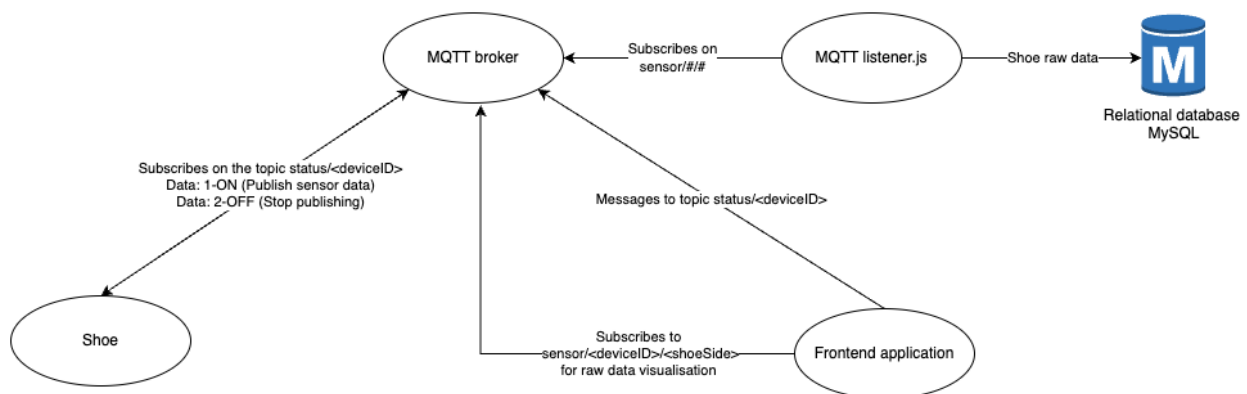 MQTT broker
Subscribes on
sensor/#/#
MQTT listener.js
Shoe raw data
M
Relational database
MySQL
Subscribes on the topic status/<deviceID>
Data: 1-ON (Publish sensor data)
Data: 2-OFF (Stop publishing)
Messages to topic status/<deviceID>
Shoe
Subscribes to
sensor/<deviceID>/<shoeSide>
for raw data visualisation
Frontend application